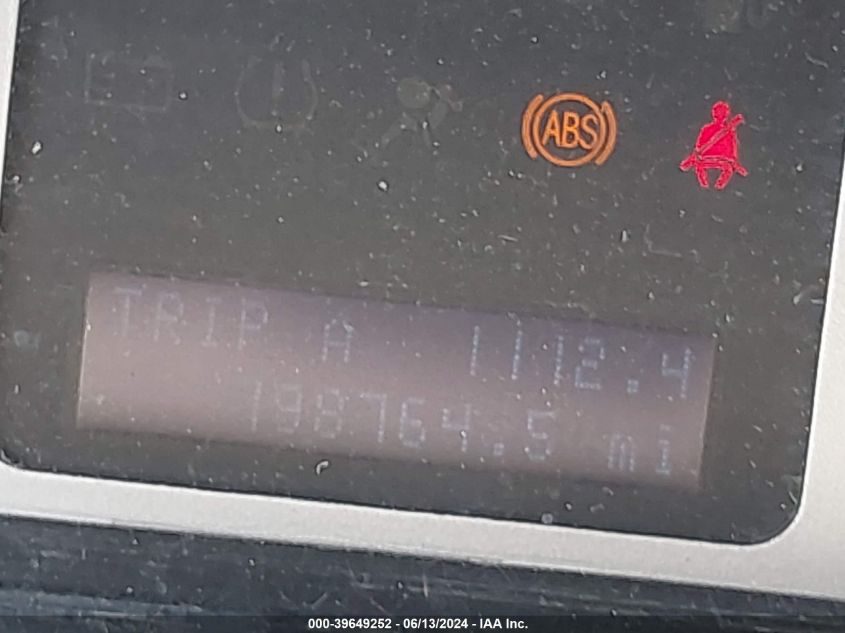 ABS
TRIP A 1112.4
198764.5 mi
000-39649252 - 06/13/2024 - IAA Inc.